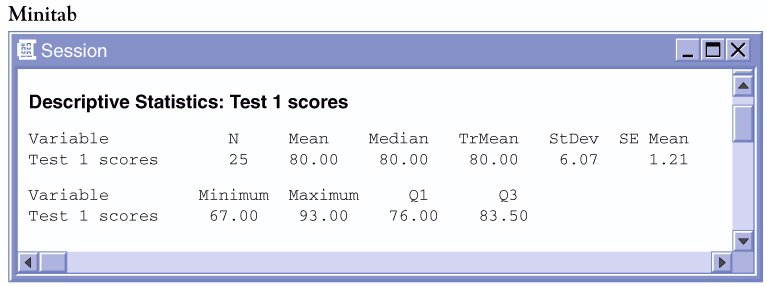 Minitab
Session
Descriptive Statistics: Test 1 scores
Variable N Mean Median TrMean StDev SE Mean
Test 1 scores 25 80.00 80.00 80.00 6.07 1.21
Variable Minimum Maximum Q1 Q3
Test 1 scores 67.00 93.00 76.00 83.50